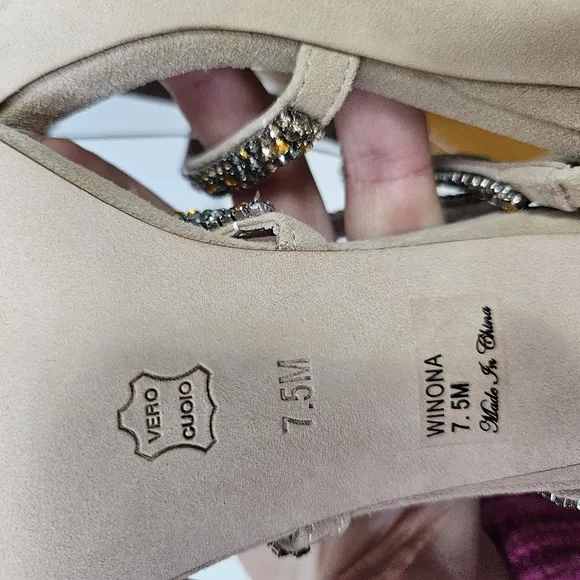 VERO
CUOIO
7.5M
WINONA
7.5M
Made In China